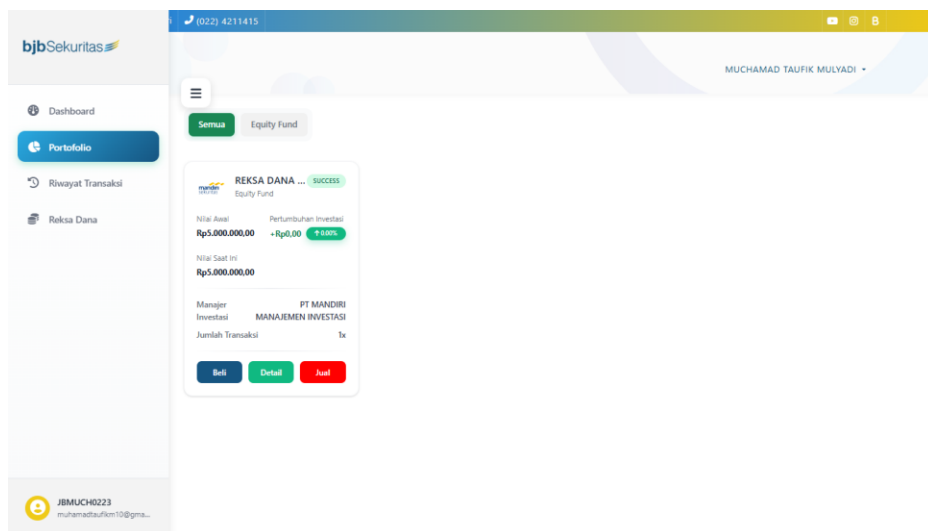 (022) 4211415
bjbSekuritas
MUCHAMAD TAUFIK MULYADI
Dashboard
Portofolio
Riwayat Transaksi
Reksa Dana
Semua
Equity Fund
mandiri
REKSA DANA ...
SUCCESS
Equity Fund
Nilai Awal
Pertumbuhan Investasi
Rp5.000.000,00
+Rp0,00
0.00%
Nilai Saat Ini
Rp5.000.000,00
Manajer Investasi
PT MANDIRI MANAJEMEN INVESTASI
Jumlah Transaksi
1x
Beli
Detail
Jual
JBMUCH0223
muhamadtaufikm10@gma...